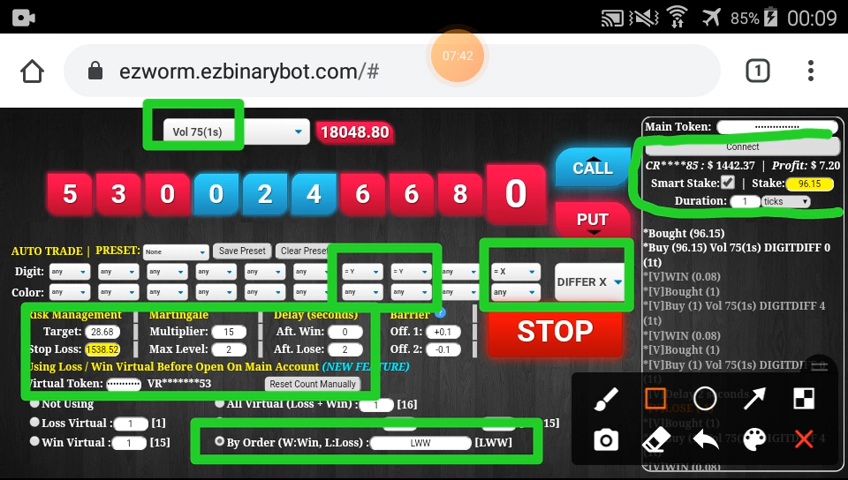 85% 00:09
ezworm.ezbinarybot.com/#
07:42
1
Vol 75(1s)
18048.80
5 3 0 0 2 4 6 6 8 0
CALL
PUT
AUTO TRADE | PRESET: None Save Preset Clear Preset
Digit: any any any any any any = Y = Y any = X
Color: any any any any any any any any any any
DIFFER X
Risk Management Martingale Delay (seconds) Barrier
Target: 28.68 Multiplier: 15 Aft. Win: 0 Off. 1: +0.1
Stop Loss: 1538.52 Max Level: 2 Aft. Lose: 2 Off. 2: -0.1
STOP
Using Loss / Win Virtual Before Open On Main Account (NEW FEATURE)
Virtual Token: VR*******53 Reset Count Manually
Not Using All Virtual (Loss + Win) : 1 [16]
Loss Virtual : 1 [1] 15]
Win Virtual : 1 [15] By Order (W:Win, L:Loss) : LWW [LWW]
Main Token:
Connect
CR****85 : $ 1442.37 | Profit: $ 7.20
Smart Stake: | Stake: 96.15
Duration: 1 ticks
*Bought (96.15)
*Buy (96.15) Vol 75(1s) DIGITDIFF 0
(1t)
*[V]WIN (0.08)
*[V]Bought (1)
*[V]Buy (1) Vol 75(1s) DIGITDIFF 4
(1t)
*[V]WIN (0.08)
*[V]Bought (1)
*[V]Buy (1) Vol 75(1s)
*[V]WIN (0.08)